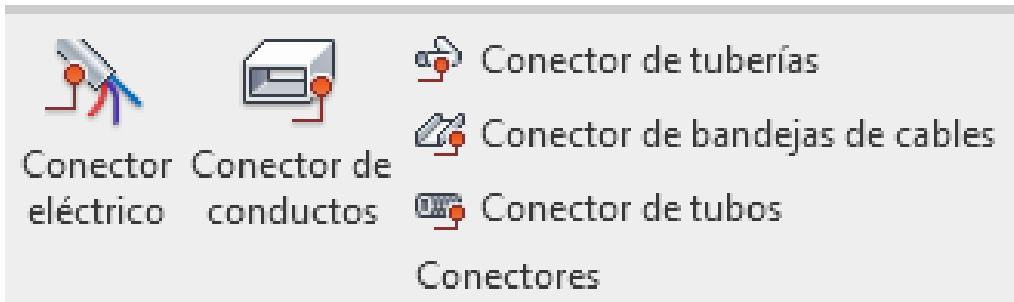 Conector
eléctrico
Conector de
conductos
Conector de tuberías
Conector de bandejas de cables
Conector de tubos
Conectores